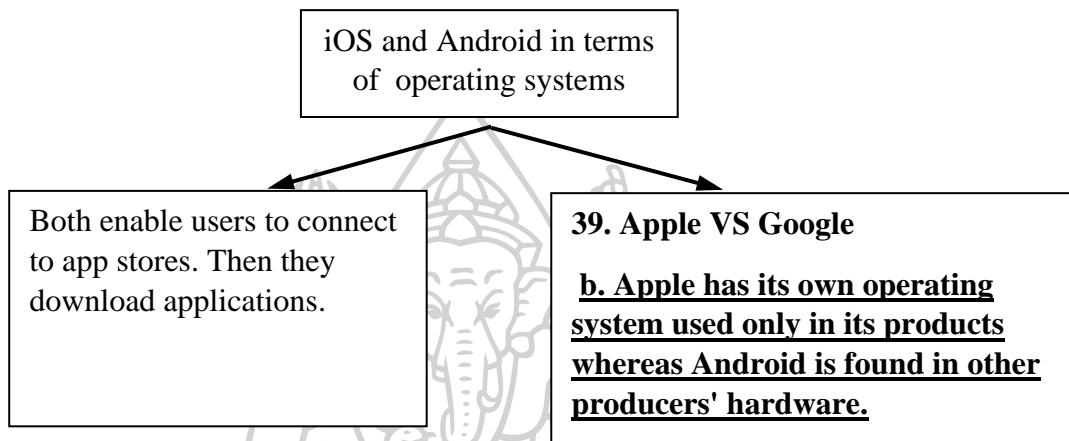 iOS and Android in terms
of operating systems
Both enable users to connect
to app stores. Then they
download applications.
39. Apple VS Google
b. Apple has its own operating
system used only in its products
whereas Android is found in other
producers' hardware.